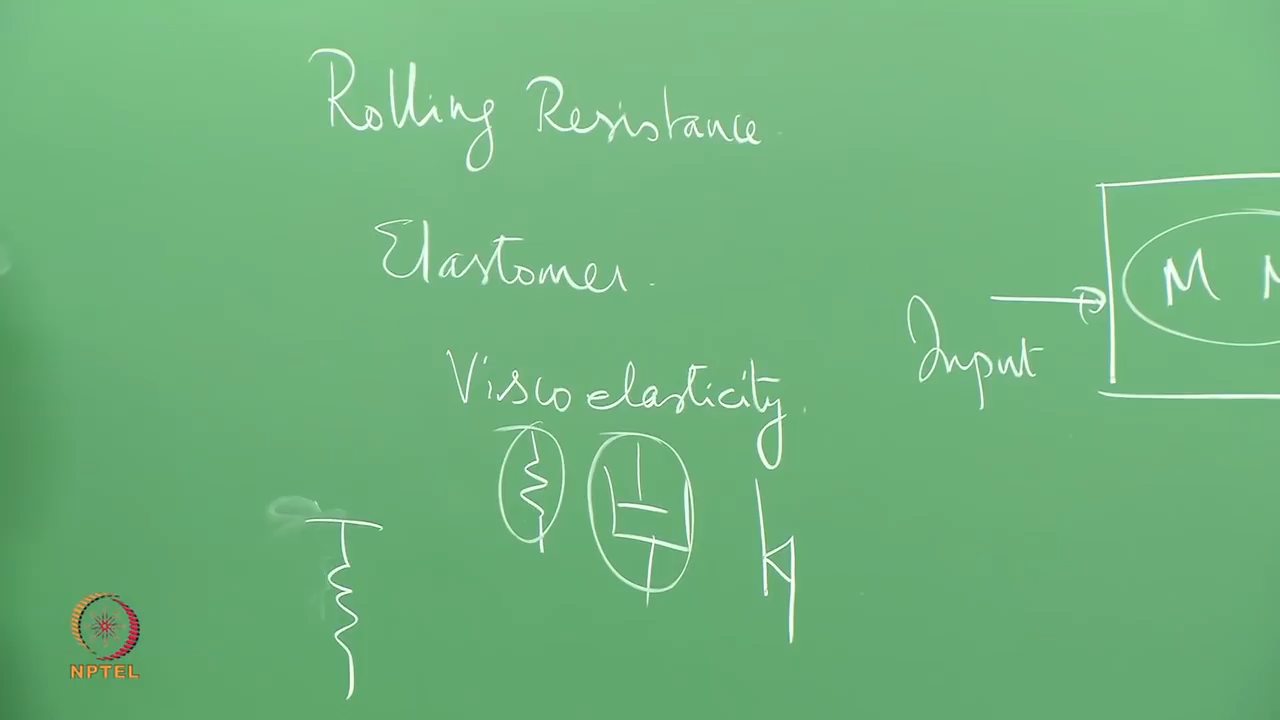 Rolling Resistance
Elastomer.
Viscoelasticity.
Input
M
NPTEL